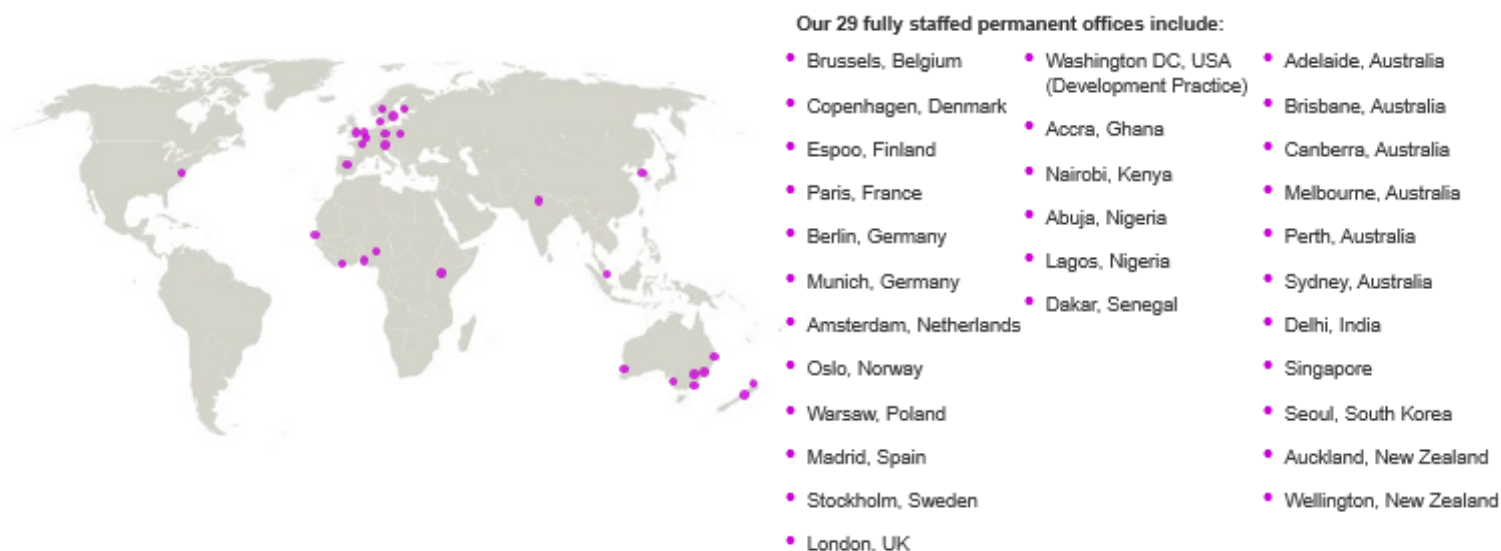 Our 29 fully staffed permanent offices include:
Brussels, Belgium
Copenhagen, Denmark
Espoo, Finland
Paris, France
Berlin, Germany
Munich, Germany
Amsterdam, Netherlands
Oslo, Norway
Warsaw, Poland
Madrid, Spain
Stockholm, Sweden
London, UK
Washington DC, USA
(Development Practice)
Accra, Ghana
Nairobi, Kenya
Abuja, Nigeria
Lagos, Nigeria
Dakar, Senegal
Adelaide, Australia
Brisbane, Australia
Canberra, Australia
Melbourne, Australia
Perth, Australia
Sydney, Australia
Delhi, India
Singapore
Seoul, South Korea
Auckland, New Zealand
Wellington, New Zealand